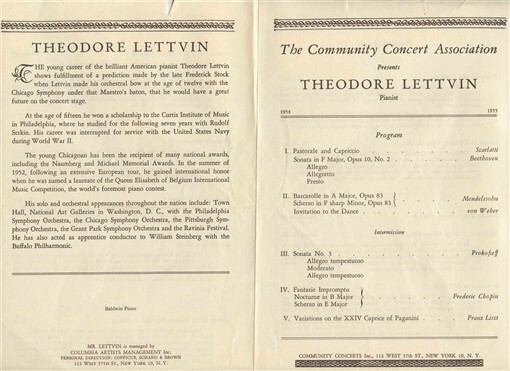 THEODORE LETTVIN
THE young career of the brilliant American pianist Theodore Lettvin
shows fulfillment of a prediction made by the late Frederick Stock
when Lettvin made his orchestral bow at the age of twelve with the
Chicago Symphony under that Maestro's baton, that he would have a great
future on the concert stage.
At the age of fifteen he won a scholarship to the Curtis Institute of Music
in Philadelphia, where he studied for the following seven years with Rudolf
Serkin. His career was interrupted for service with the United States Navy
during World War II.
The young Chicagoan has been the recipient of many national awards,
including the Naumberg and Michael Memorial Awards. In the summer of
1952, following an extensive European tour, he gained international honor
when he was named a Laureate of the Queen Elisabeth of Belgium International
Music Competition, the world's foremost piano contest.
His solo and orchestral appearances throughout the nation include: Town
Hall, National Art Galleries in Washington, D. C., with the Philadelphia
Symphony Orchestra, the Chicago Symphony Orchestra, the Pittsburgh Sym-
phony Orchestra, the Grant Park Symphony Orchestra and the Ravinia Festival.
He has also acted as apprentice conductor to William Steinberg with the
Buffalo Philharmonic.
Baldwin Piano
MR. LETTVIN is managed by
COLUMBIA ARTISTS MANAGEMENT Inc.
PERSONAL DIRECTION: COPPICUS, SCHANG & BROWN
113 WEST 57TH ST., NEW YORK 19, N. Y.
The Community Concert Association
Presents
THEODORE LETTVIN
Pianist
1954 1955
Program
I. Pastorale and Capriccio - Scarlatti
Sonata in F Major, Opus 10, No. 2 - Beethoven
Allegro
Allegretto
Presto
II. Barcarelle in A Major, Opus 83
Scherzo in F sharp Minor, Opus 83 } Mendelssohn
Invitation to the Dance - von Weber
Intermission
III. Sonata No. 3 - Prokofieff
Allegro tempestuoso
Moderato
Allegro tempestuoso
IV. Fantasie Impromptu
Nocturne in B Major } Frederic Chopin
Scherzo in E Major
V. Variations on the XXIV Caprice of Paganini - Franz Liszt
COMMUNITY CONCERTS Inc., 113 WEST 57th ST., NEW YORK 19, N. Y.